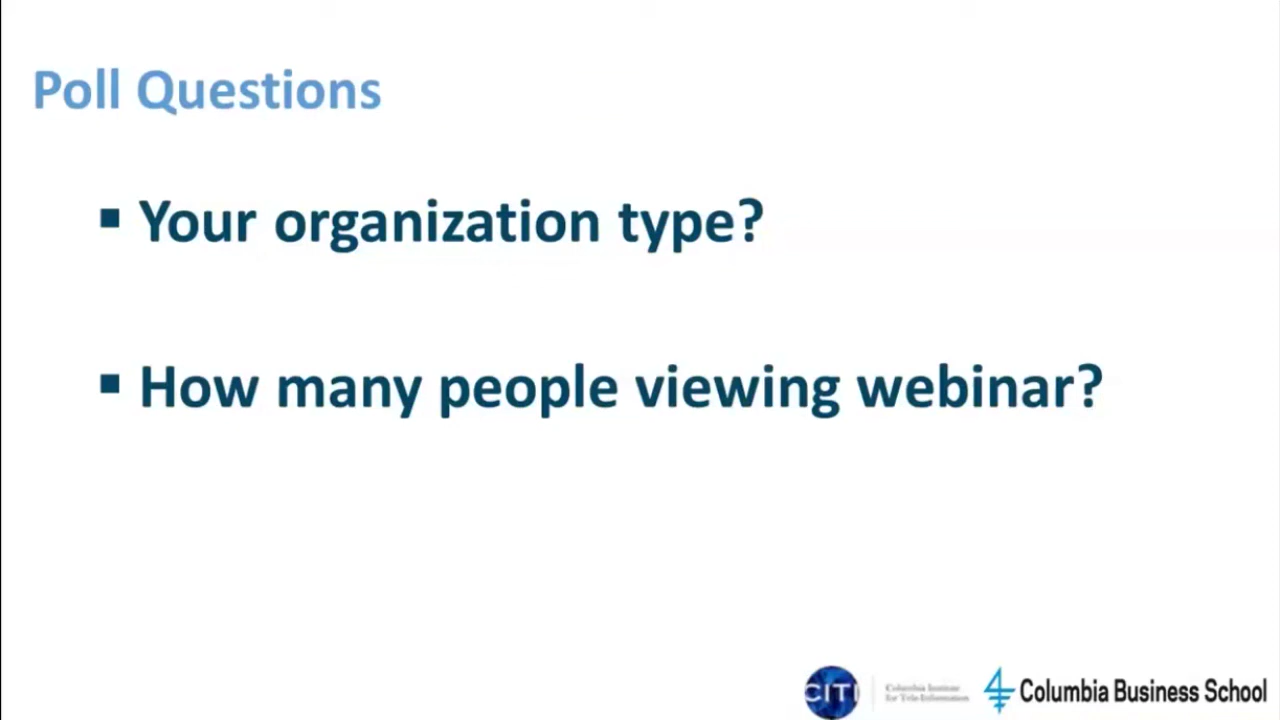 Poll Questions
▪ Your organization type?
▪ How many people viewing webinar?
CITI
Columbia Institute
for Tele-Information
Columbia Business School